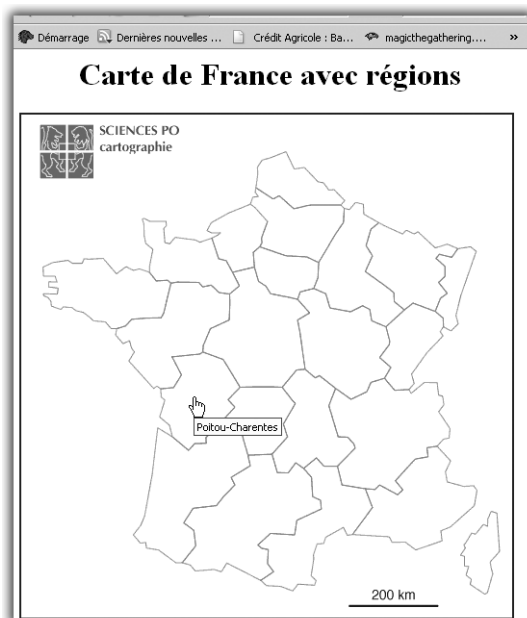 Démarrage Dernières nouvelles ... Crédit Agricole : Ba... magicthegathering.... »
Carte de France avec régions
SCIENCES PO
cartographie
Poitou-Charentes
200 km